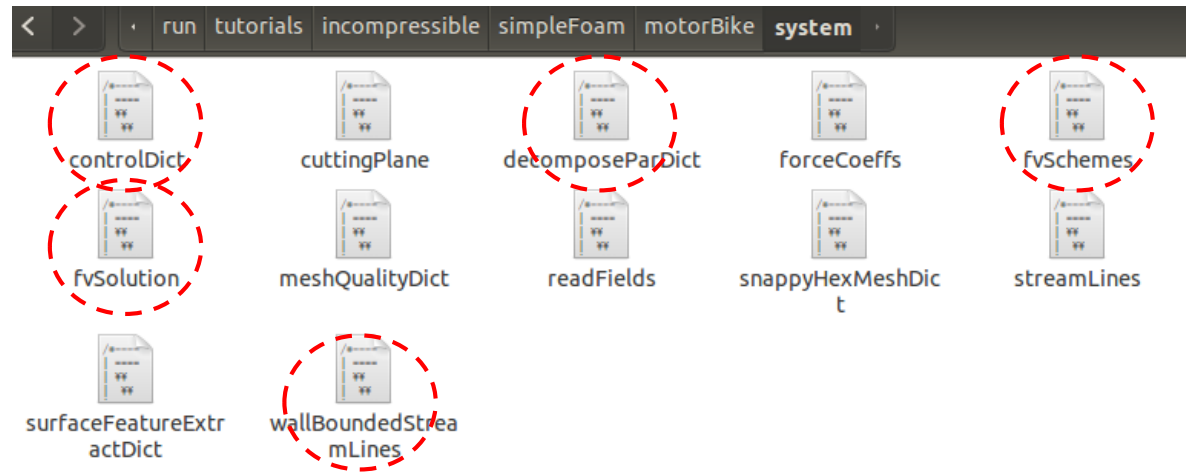 run tutorials incompressible simpleFoam motorBike system
controlDict cuttingPlane decomposeParDict forceCoeffs fvSchemes
fvSolution meshQualityDict readFields snappyHexMeshDic
t
streamLines
surfaceFeatureExtr
actDict
wallBoundedStrea
mLines